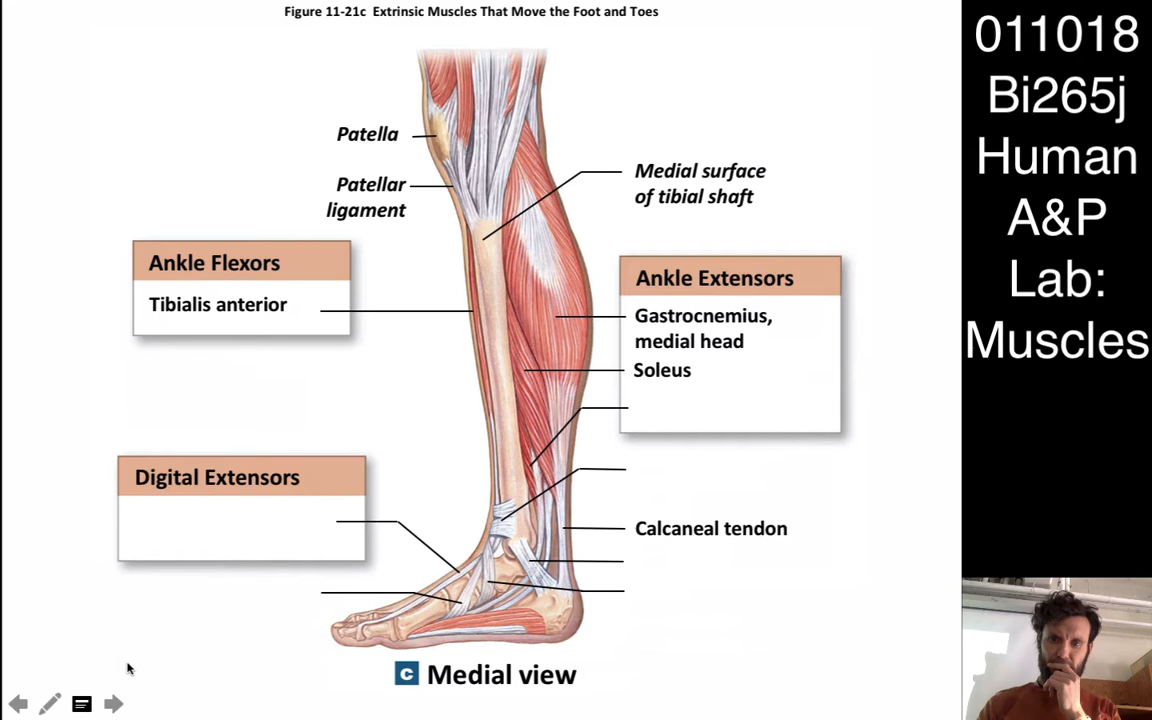 Figure 11-21c  Extrinsic Muscles That Move the Foot and Toes
Patella
Patellar
ligament
Medial surface
of tibial shaft
Ankle Flexors
Tibialis anterior
Ankle Extensors
Gastrocnemius,
medial head
Soleus
Digital Extensors
Calcaneal tendon
C Medial view
011018
Bi265j
Human
A&P
Lab:
Muscles